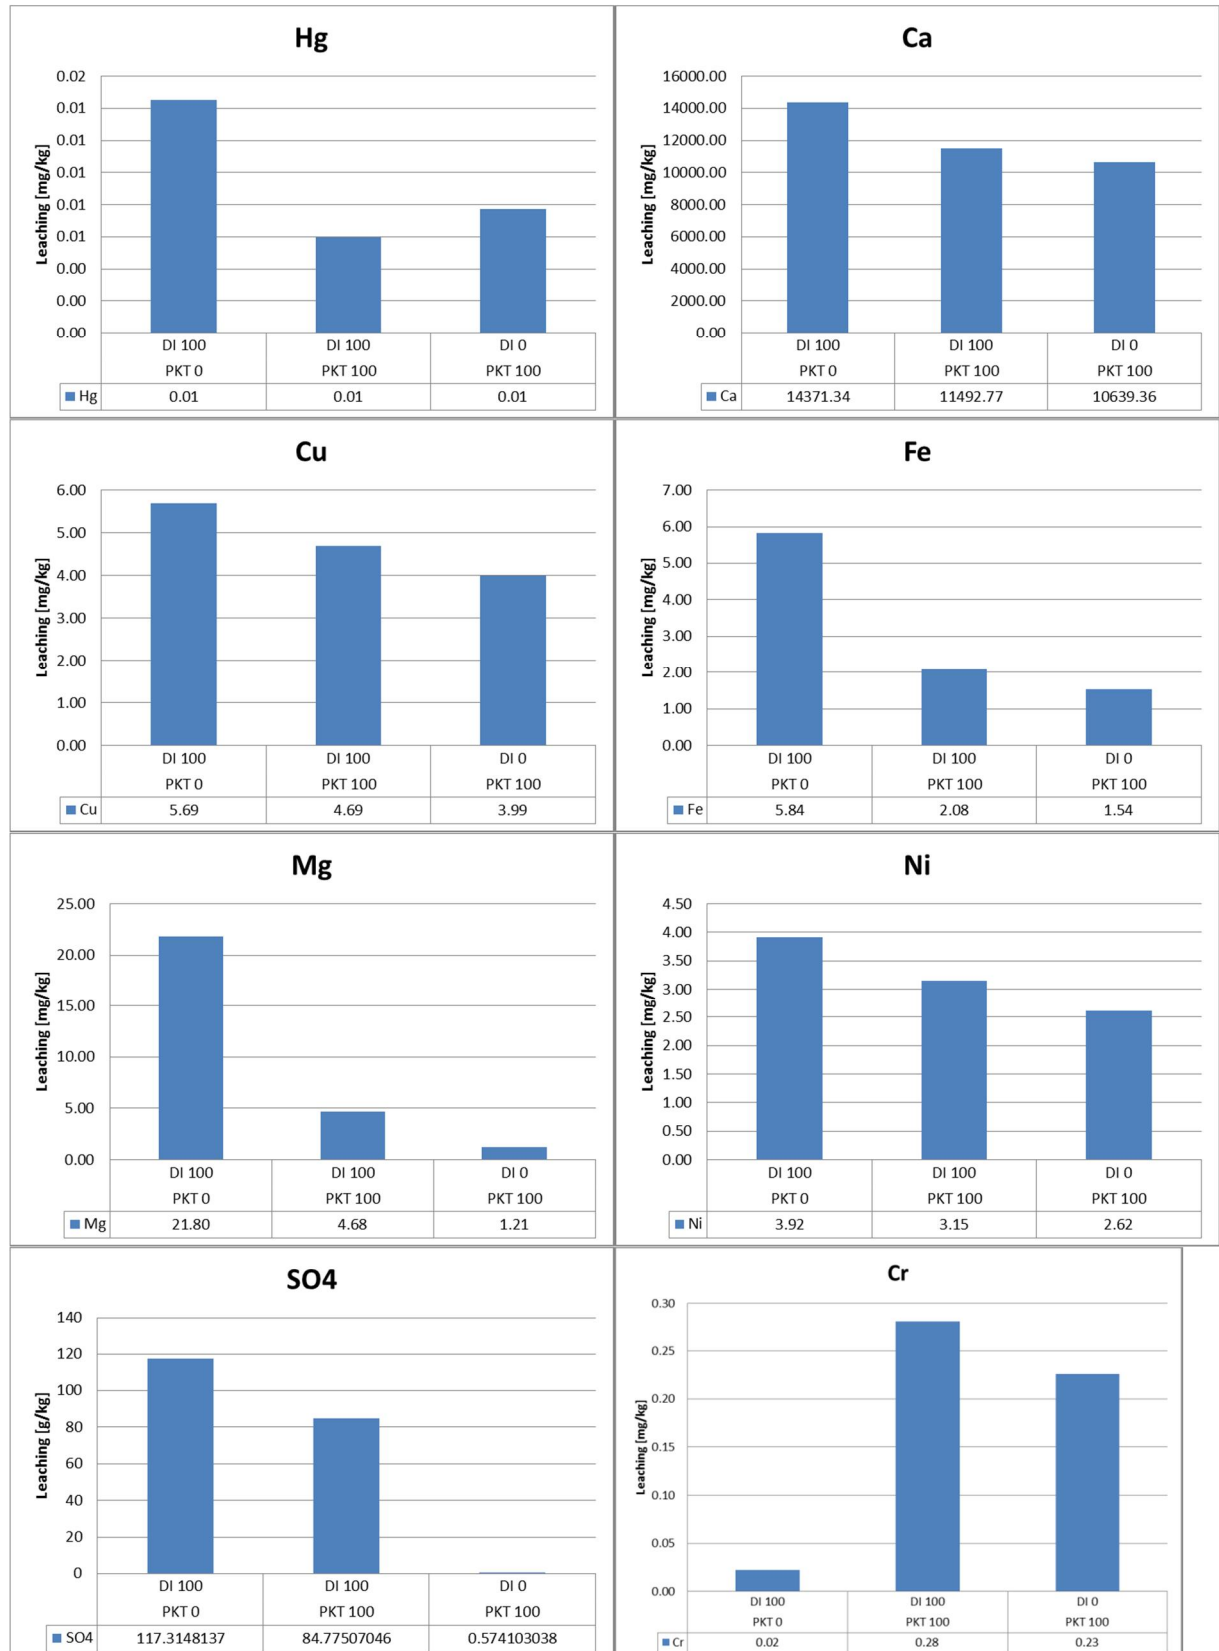 Hg
Leaching [mg/kg]
0.02
0.01
0.01
0.01
0.01
0.01
0.00
0.00
0.00
DI 100 DI 100 DI 0
PKT 0 PKT 100 PKT 100
Hg 0.01 0.01 0.01
Ca
Leaching [mg/kg]
16000.00
14000.00
12000.00
10000.00
8000.00
6000.00
4000.00
2000.00
0.00
DI 100 DI 100 DI 0
PKT 0 PKT 100 PKT 100
Ca 14371.34 11492.77 10639.36
Cu
Leaching [mg/kg]
6.00
5.00
4.00
3.00
2.00
1.00
0.00
DI 100 DI 100 DI 0
PKT 0 PKT 100 PKT 100
Cu 5.69 4.69 3.99
Fe
Leaching [mg/kg]
7.00
6.00
5.00
4.00
3.00
2.00
1.00
0.00
DI 100 DI 100 DI 0
PKT 0 PKT 100 PKT 100
Fe 5.84 2.08 1.54
Mg
Leaching [mg/kg]
25.00
20.00
15.00
10.00
5.00
0.00
DI 100 DI 100 DI 0
PKT 0 PKT 100 PKT 100
Mg 21.80 4.68 1.21
Ni
Leaching [mg/kg]
4.50
4.00
3.50
3.00
2.50
2.00
1.50
1.00
0.50
0.00
DI 100 DI 100 DI 0
PKT 0 PKT 100 PKT 100
Ni 3.92 3.15 2.62
SO4
Leaching [g/kg]
140
120
100
80
60
40
20
0
DI 100 DI 100 DI 0
PKT 0 PKT 100 PKT 100
SO4 117.3148137 84.77507046 0.574103038
Cr
Leaching [mg/kg]
0.30
0.25
0.20
0.15
0.10
0.05
0.00
DI 100 DI 100 DI 0
PKT 0 PKT 100 PKT 100
Cr 0.02 0.28 0.23